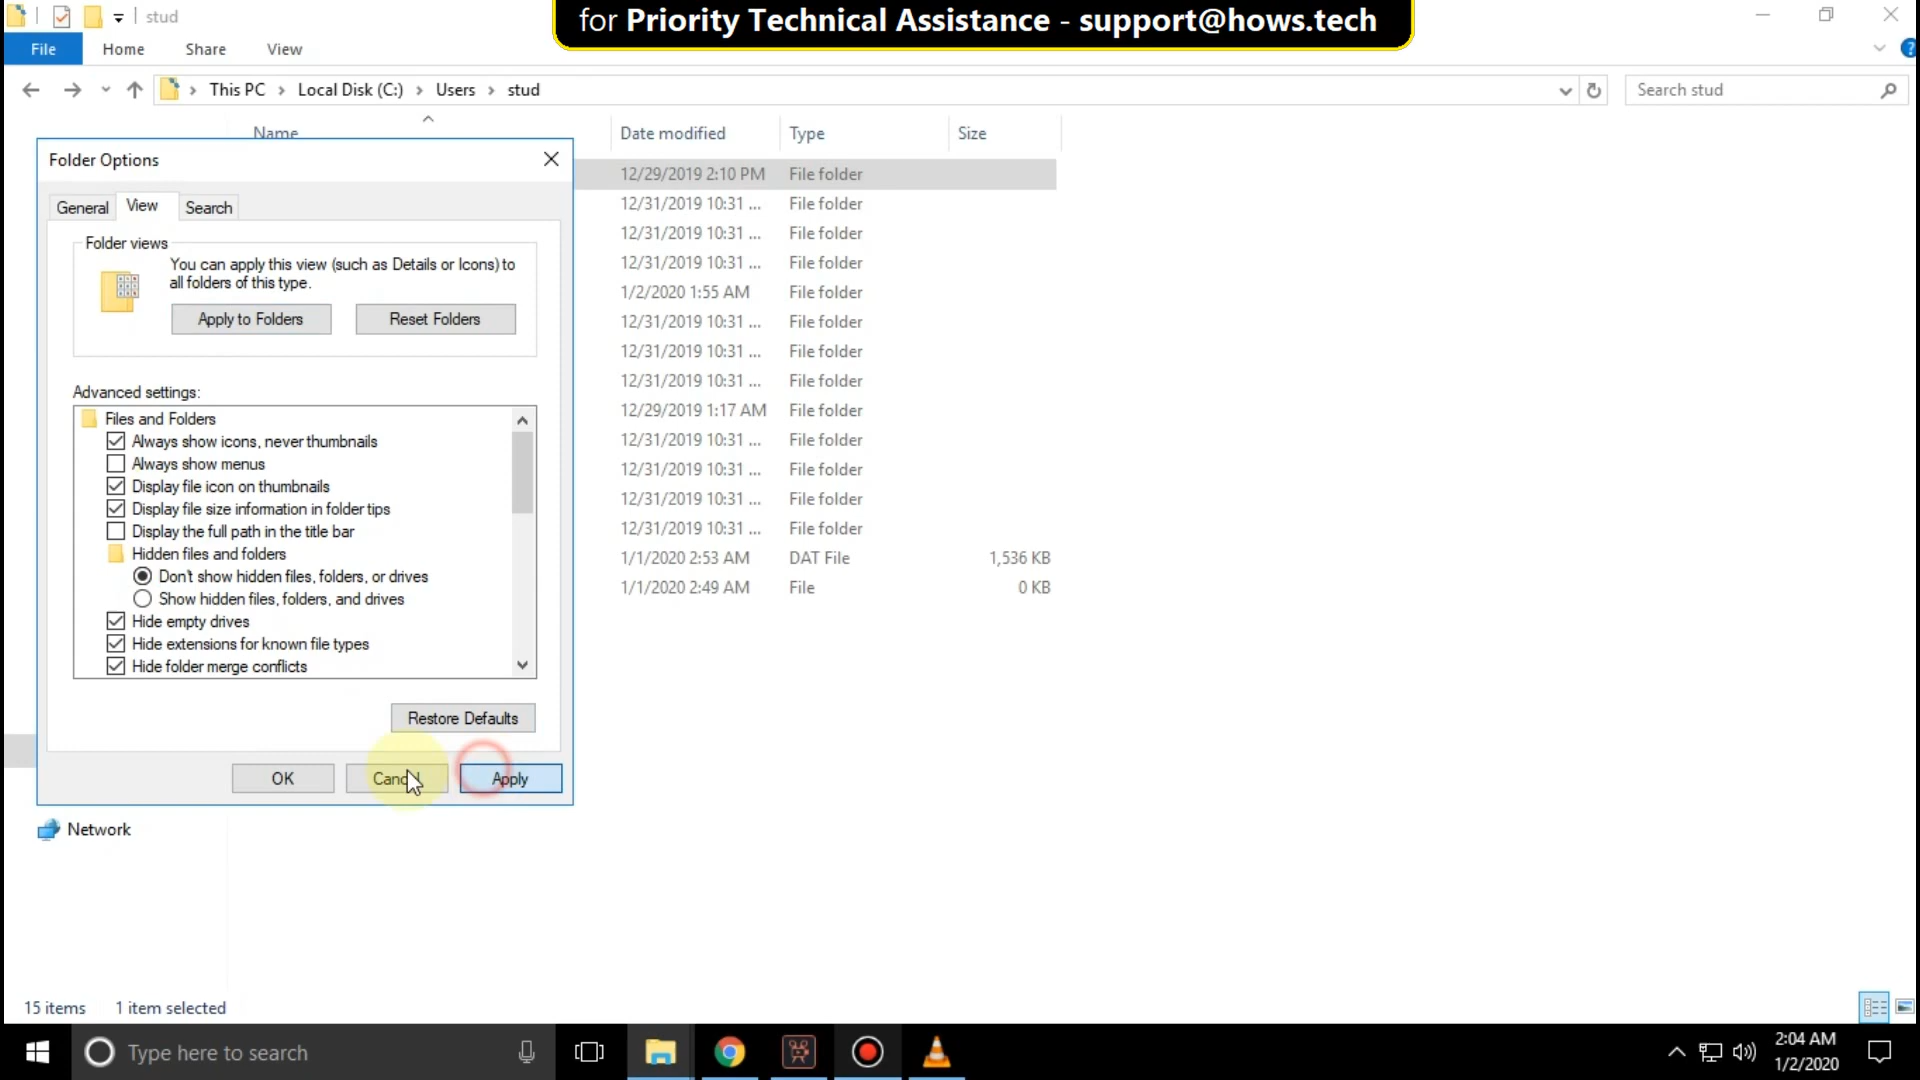 stud
for Priority Technical Assistance - support@hows.tech
File Home Share View
This PC Local Disk (C:) Users stud
Search stud
Name Date modified Type Size
Folder Options
General View Search
Folder views
You can apply this view (such as Details or Icons) to
all folders of this type.
Apply to Folders Reset Folders
Advanced settings:
Files and Folders
Always show icons, never thumbnails
Always show menus
Display file icon on thumbnails
Display file size information in folder tips
Display the full path in the title bar
Hidden files and folders
Don't show hidden files, folders, or drives
Show hidden files, folders, and drives
Hide empty drives
Hide extensions for known file types
Hide folder merge conflicts
Restore Defaults
OK Cancel Apply
12/29/2019 2:10 PM File folder
12/31/2019 10:31 ... File folder
12/31/2019 10:31 ... File folder
12/31/2019 10:31 ... File folder
1/2/2020 1:55 AM File folder
12/31/2019 10:31 ... File folder
12/31/2019 10:31 ... File folder
12/31/2019 10:31 ... File folder
12/29/2019 1:17 AM File folder
12/31/2019 10:31 ... File folder
12/31/2019 10:31 ... File folder
12/31/2019 10:31 ... File folder
12/31/2019 10:31 ... File folder
1/1/2020 2:53 AM DAT File 1,536 KB
1/1/2020 2:49 AM File 0 KB
Network
15 items 1 item selected
Type here to search
2:04 AM
1/2/2020